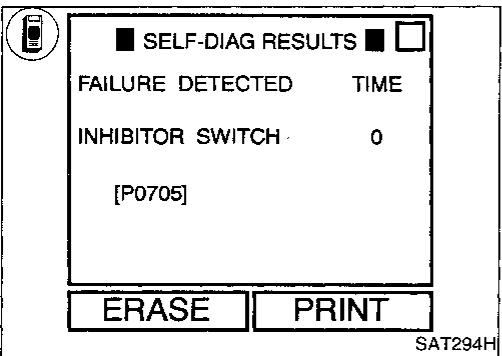 SELF-DIAG RESULTS
FAILURE DETECTED TIME
INHIBITOR SWITCH 0
[P0705]
ERASE PRINT
SAT294H